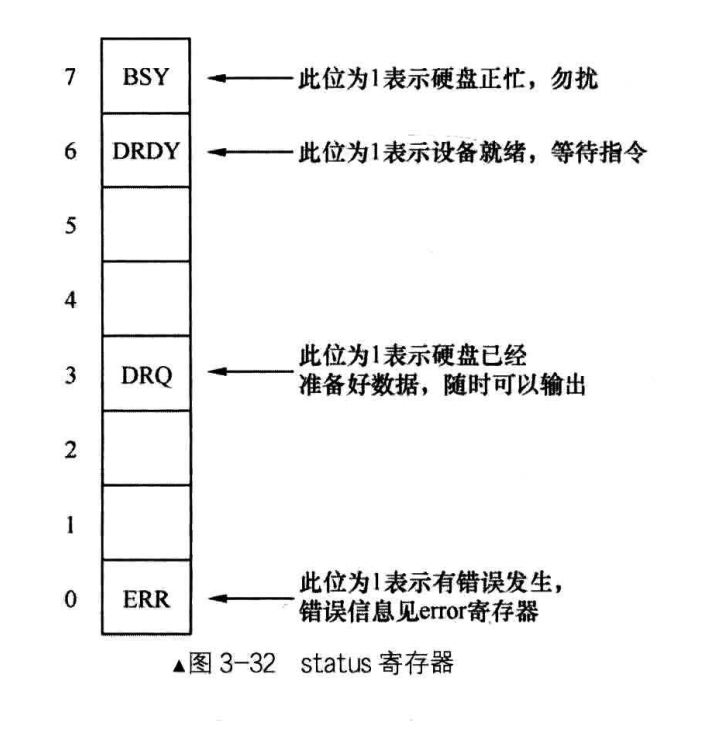 7 BSY 此位为1表示硬盘正忙，勿扰
6 DRDY 此位为1表示设备就绪，等待指令
5
4
此位为1表示硬盘已经
3 DRQ 准备好数据，随时可以输出
2
1
此位为1表示有错误发生，
0 ERR 错误信息见error寄存器
▲图 3-32 status 寄存器